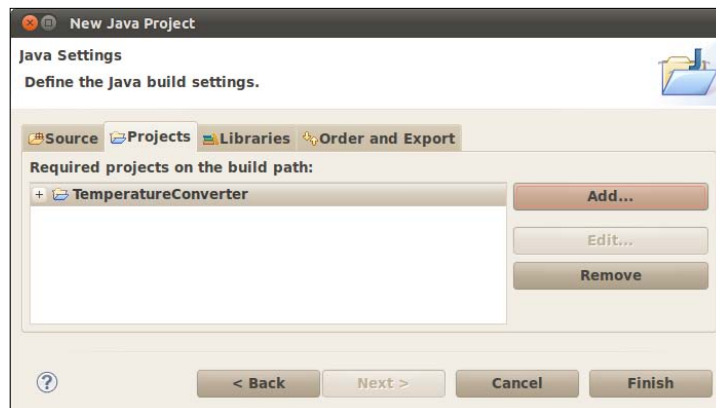 New Java Project
Java Settings
Define the Java build settings.
Source Projects Libraries Order and Export
Required projects on the build path:
TemperatureConverter
Add...
Edit...
Remove
< Back Next > Cancel Finish